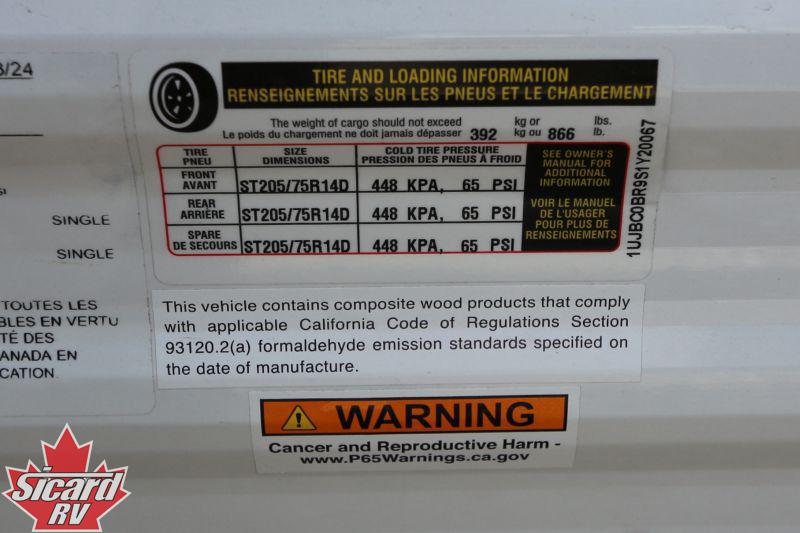 3/24
SINGLE
SINGLE
TOUTES LES
EN VERTU
TÉ DES
ANADA EN
CATION.
TIRE AND LOADING INFORMATION
RENSEIGNEMENTS SUR LES PNEUS ET LE CHARGEMENT
The weight of cargo should not exceed kg or lbs.
Le poids du chargement ne doit jamais dépasser 392 kg ou 866 lb.
TIRE SIZE COLD TIRE PRESSURE
PNEU DIMENSIONS PRESSION DES PNEUS À FROID
FRONT
AVANT ST205/75R14D 448 KPA, 65 PSI
REAR
ARRIÈRE ST205/75R14D 448 KPA, 65 PSI
SPARE
DE SECOURS ST205/75R14D 448 KPA, 65 PSI
SEE OWNER'S
MANUAL FOR
ADDITIONAL
INFORMATION
VOIR LE MANUEL
DE L'USAGER
POUR PLUS DE
RENSEIGNEMENTS
1UJBC0BR9S1Y20067
This vehicle contains composite wood products that comply
with applicable California Code of Regulations Section
93120.2(a) formaldehyde emission standards specified on
the date of manufacture.
WARNING
Cancer and Reproductive Harm -
www.P65Warnings.ca.gov
Sicard
RV